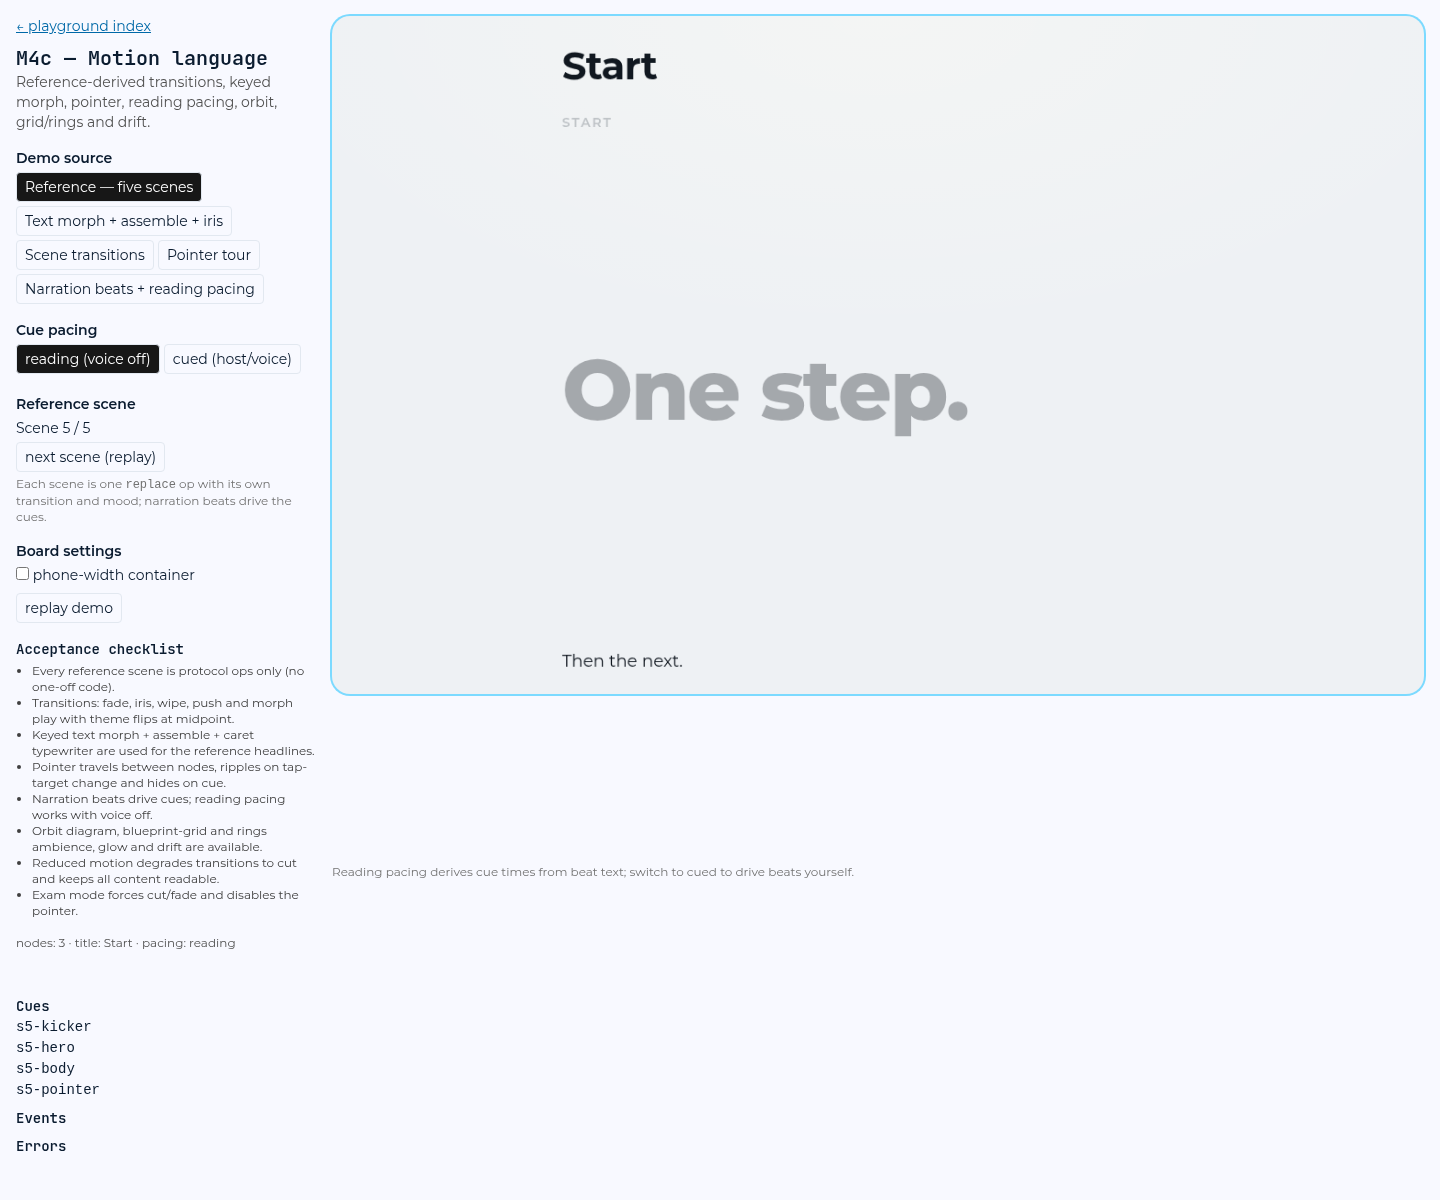 ← playground index
M4c — Motion language
Reference-derived transitions, keyed
morph, pointer, reading pacing, orbit,
grid/rings and drift.
Demo source
Reference — five scenes
Text morph + assemble + iris
Scene transitions
Pointer tour
Narration beats + reading pacing
Cue pacing
reading (voice off)
cued (host/voice)
Reference scene
Scene 5 / 5
next scene (replay)
Each scene is one replace op with its own
transition and mood; narration beats drive the
cues.
Board settings
phone-width container
replay demo
Acceptance checklist
• Every reference scene is protocol ops only (no
one-off code).
• Transitions: fade, iris, wipe, push and morph
play with theme flips at midpoint.
• Keyed text morph + assemble + caret
typewriter are used for the reference headlines.
• Pointer travels between nodes, ripples on tap-
target change and hides on cue.
• Narration beats drive cues; reading pacing
works with voice off.
• Orbit diagram, blueprint-grid and rings
ambience, glow and drift are available.
• Reduced motion degrades transitions to cut
and keeps all content readable.
• Exam mode forces cut/fade and disables the
pointer.
nodes: 3 · title: Start · pacing: reading
Cues
s5-kicker
s5-hero
s5-body
s5-pointer
Events
Errors
Start
START
One step.
Then the next.
Reading pacing derives cue times from beat text; switch to cued to drive beats yourself.